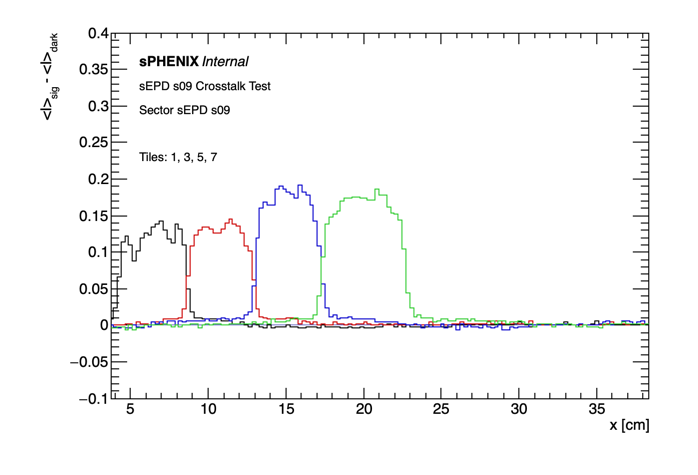 <I>sig - <I>dark
0.4
0.35
0.3
0.25
0.2
0.15
0.1
0.05
0
−0.05
−0.1
sPHENIX Internal
sEPD s09 Crosstalk Test
Sector sEPD s09
Tiles: 1, 3, 5, 7
5 10 15 20 25 30 35
x [cm]